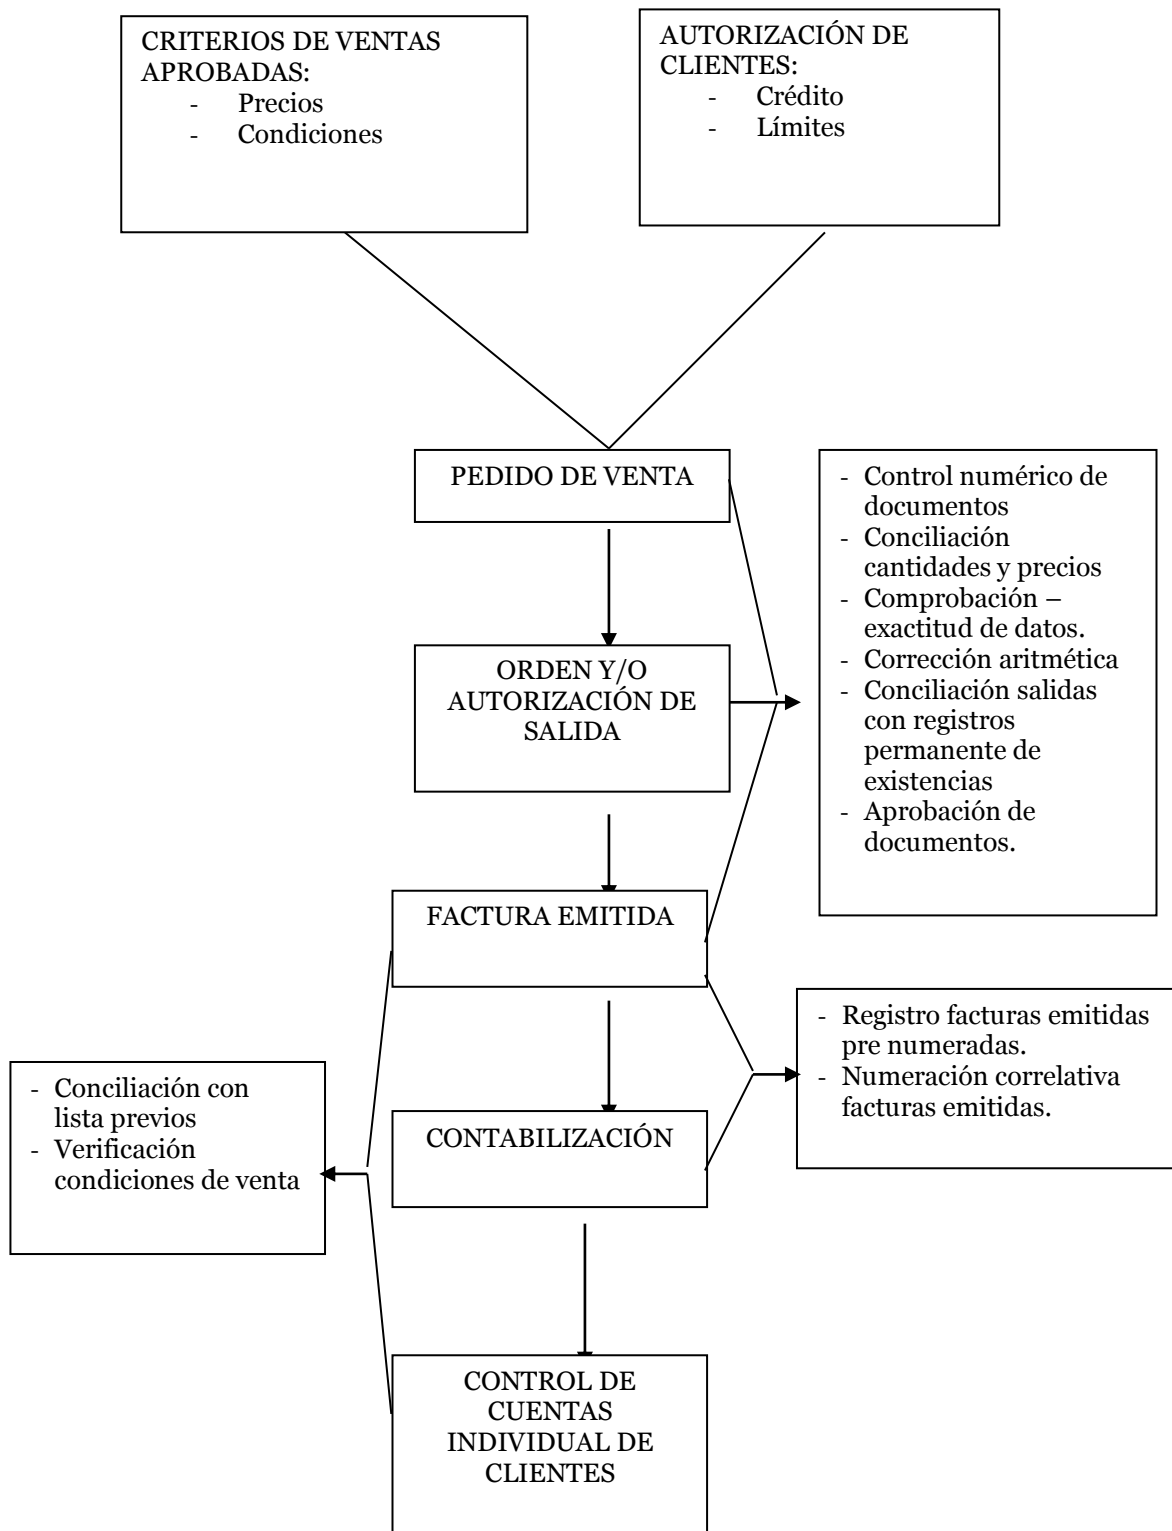 CRITERIOS DE VENTAS
APROBADAS:
- Precios
- Condiciones
AUTORIZACIÓN DE
CLIENTES:
- Crédito
- Límites
PEDIDO DE VENTA
- Control numérico de
documentos
- Conciliación
cantidades y precios
- Comprobación –
exactitud de datos.
- Corrección aritmética
- Conciliación salidas
con registros
permanente de
existencias
- Aprobación de
documentos.
ORDEN Y/O
AUTORIZACIÓN DE
SALIDA
FACTURA EMITIDA
- Registro facturas emitidas
pre numeradas.
- Numeración correlativa
facturas emitidas.
- Conciliación con
lista previos
- Verificación
condiciones de venta
CONTABILIZACIÓN
CONTROL DE
CUENTAS
INDIVIDUAL DE
CLIENTES